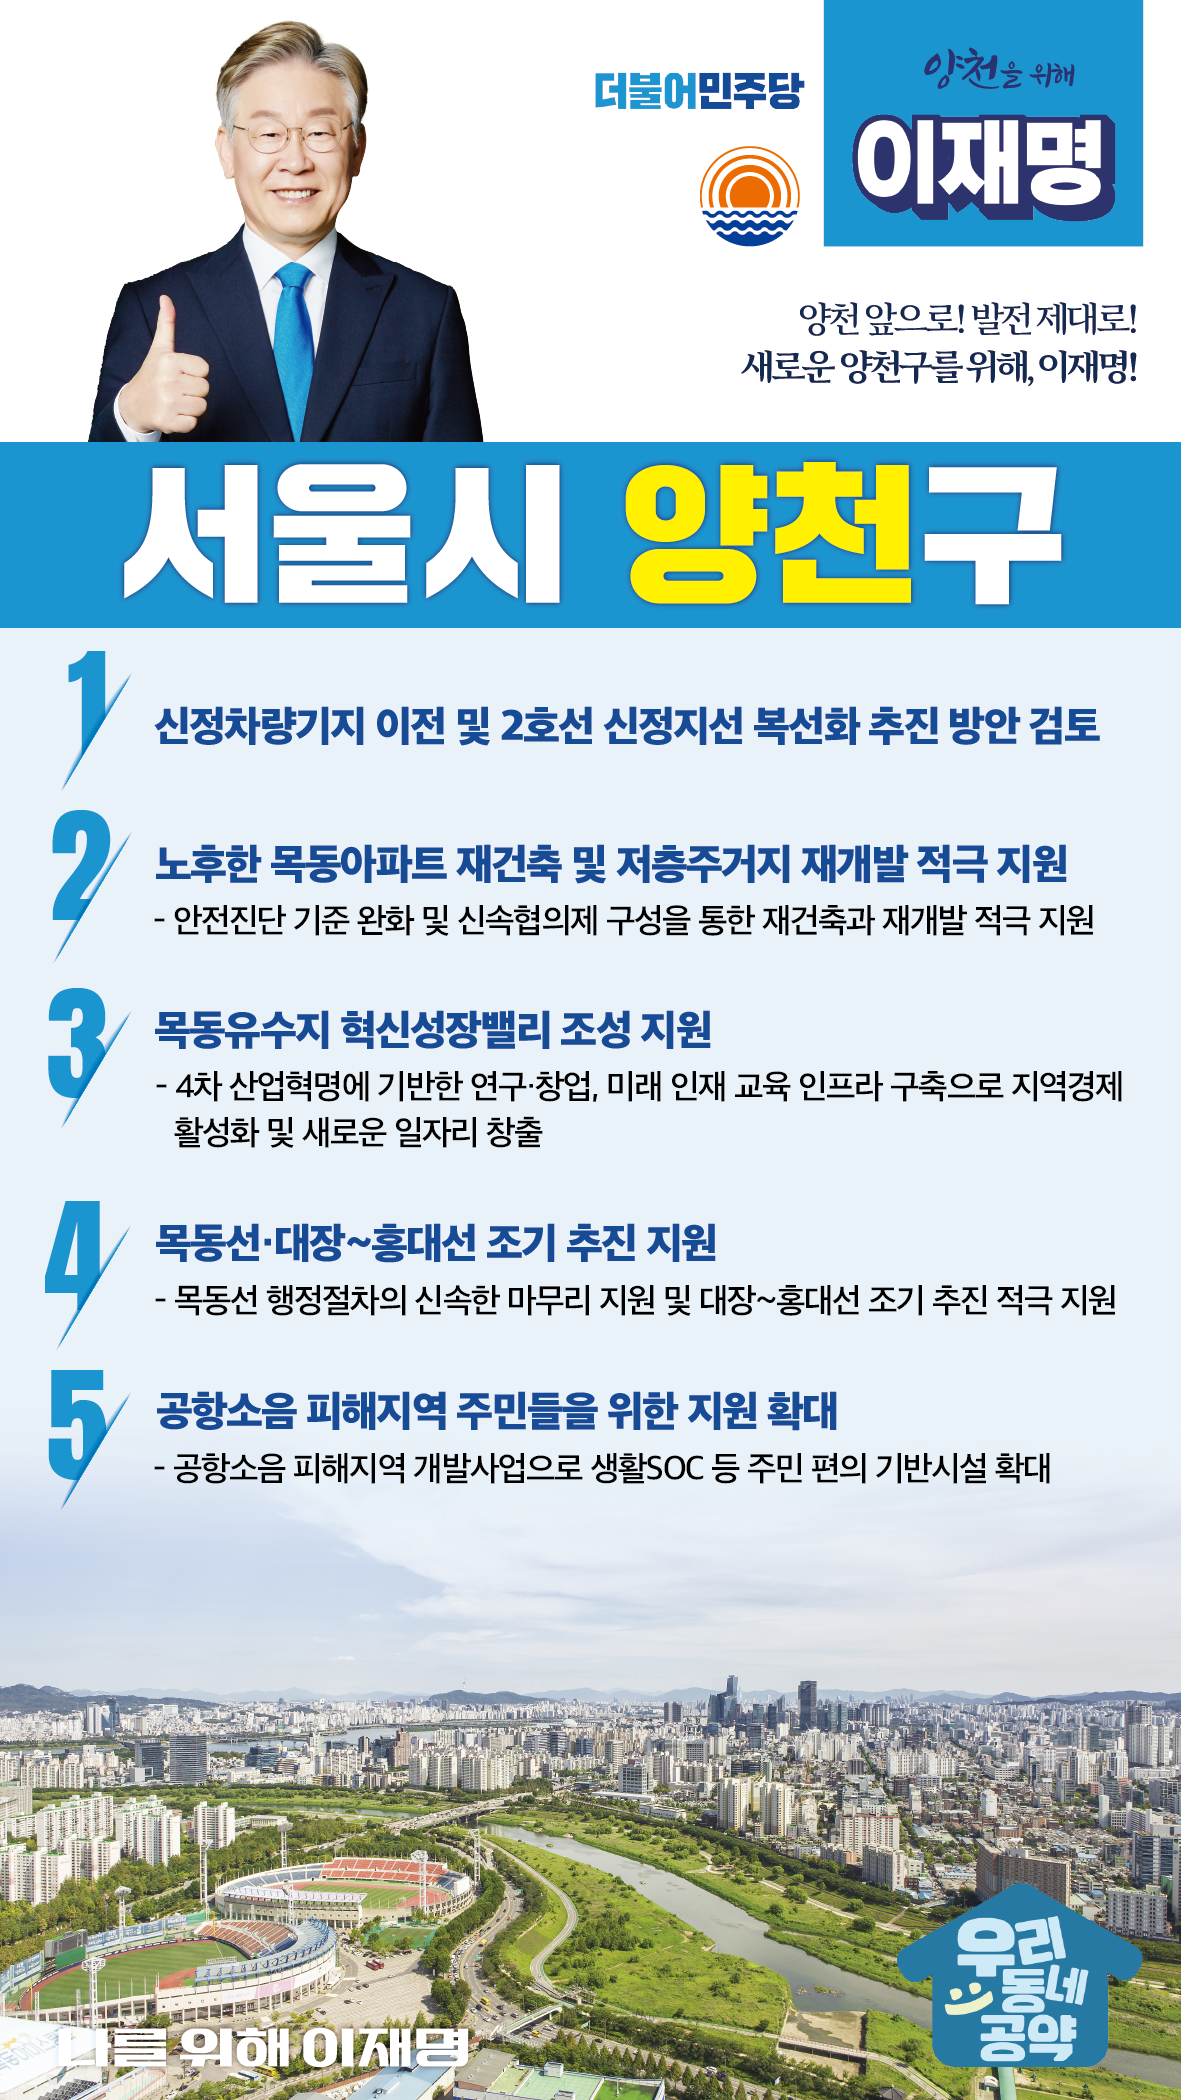 더불어민주당
양천을 위해
이재명
양천 앞으로! 발전 제대로!
새로운 양천구를 위해, 이재명!
서울시 양천구
1
신정차량기지 이전 및 2호선 신정지선 복선화 추진 방안 검토
2
노후한 목동아파트 재건축 및 저층주거지 재개발 적극 지원
- 안전진단 기준 완화 및 신속협의제 구성을 통한 재건축과 재개발 적극 지원
3
목동유수지 혁신성장밸리 조성 지원
- 4차 산업혁명에 기반한 연구·창업, 미래 인재 교육 인프라 구축으로 지역경제
활성화 및 새로운 일자리 창출
4
목동선·대장~홍대선 조기 추진 지원
- 목동선 행정절차의 신속한 마무리 지원 및 대장~홍대선 조기 추진 적극 지원
5
공항소음 피해지역 주민들을 위한 지원 확대
- 공항소음 피해지역 개발사업으로 생활SOC 등 주민 편의 기반시설 확대
나를 위해 이재명
우리
동네
공약